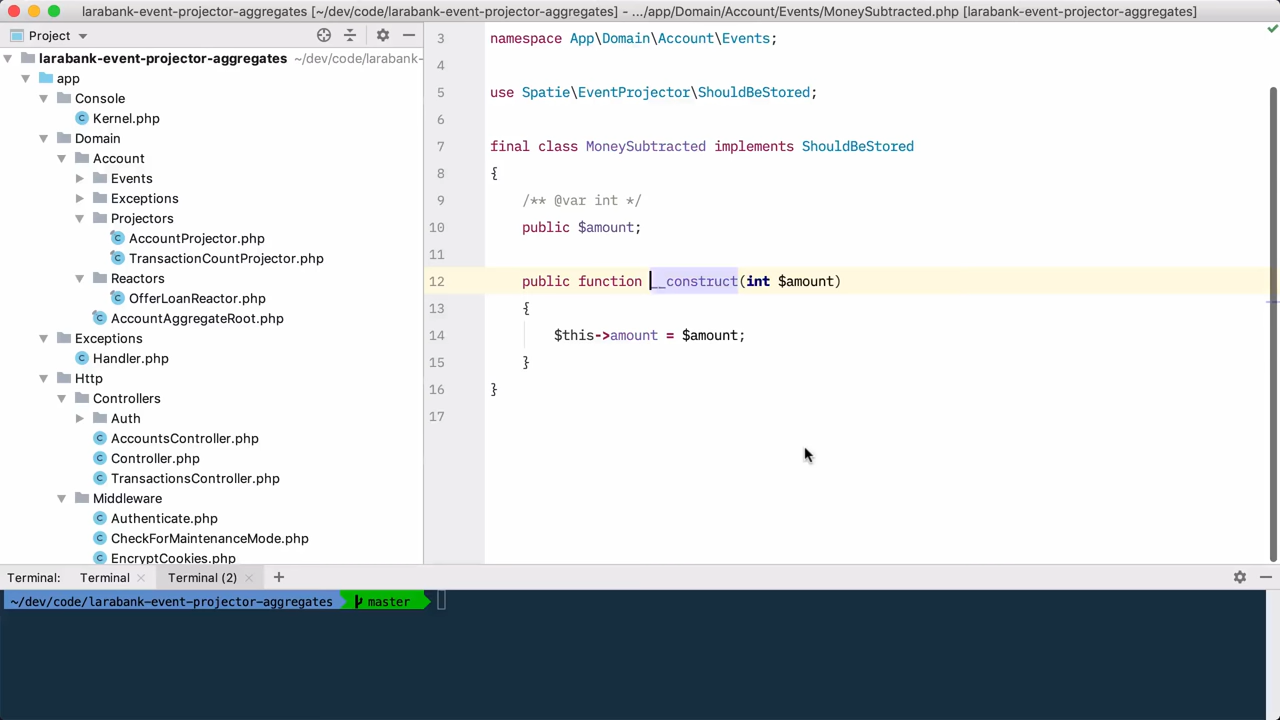 larabank-event-projector-aggregates [~/dev/code/larabank-event-projector-aggregates] - .../app/Domain/Account/Events/MoneySubtracted.php [larabank-event-projector-aggregates]
Project
larabank-event-projector-aggregates ~/dev/code/larabank-
app
Console
Kernel.php
Domain
Account
Events
Exceptions
Projectors
AccountProjector.php
TransactionCountProjector.php
Reactors
OfferLoanReactor.php
AccountAggregateRoot.php
Exceptions
Handler.php
Http
Controllers
Auth
AccountsController.php
Controller.php
TransactionsController.php
Middleware
Authenticate.php
CheckForMaintenanceMode.php
EncryptCookies.php
3 namespace App\Domain\Account\Events;
4
5 use Spatie\EventProjector\ShouldBeStored;
6
7 final class MoneySubtracted implements ShouldBeStored
8 {
9 /** @var int */
10 public $amount;
11
12 public function __construct(int $amount)
13 {
14 $this->amount = $amount;
15 }
16 }
17
Terminal: Terminal × Terminal (2) × +
~/dev/code/larabank-event-projector-aggregates master